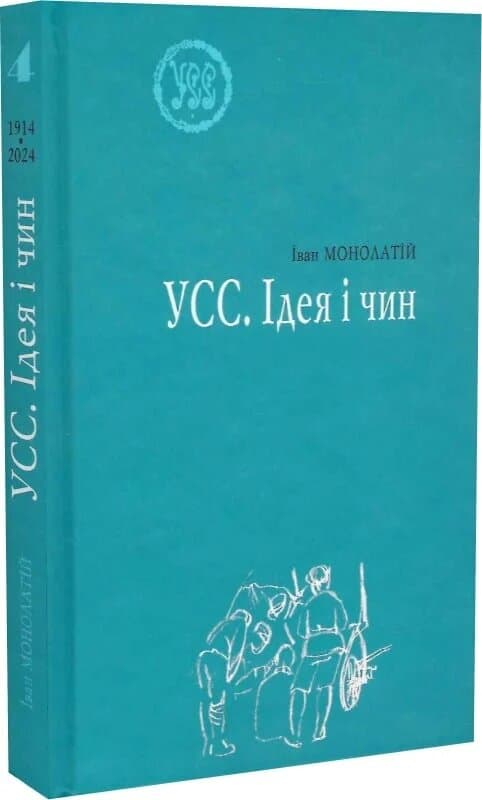 УСС
Іван МОНОЛАТІЙ
УСС. Ідея і чин
4
1914
2024
УСС. Ідея і чин
Іван МОНОЛАТІЙ